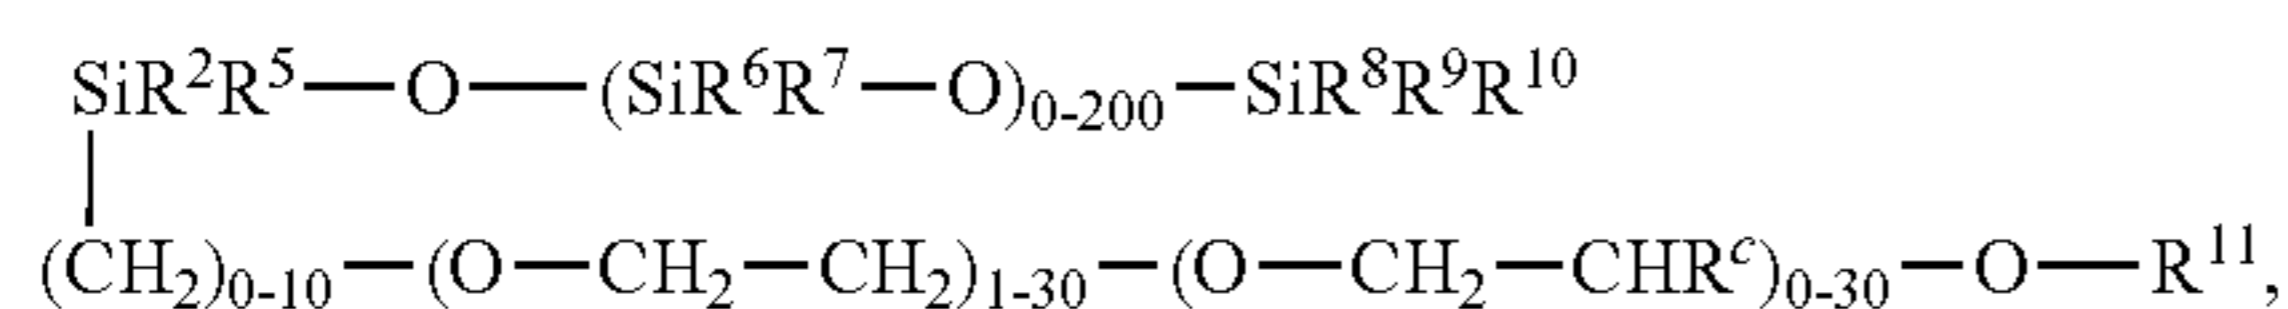 SiR²R⁵—O—(SiR⁶R⁷—O)₀₋₂₀₀—SiR⁸R⁹R¹⁰
(CH₂)₀₋₁₀—(O—CH₂—CH₂)₁₋₃₀—(O—CH₂—CHRᶜ)₀₋₃₀—O—R¹¹,